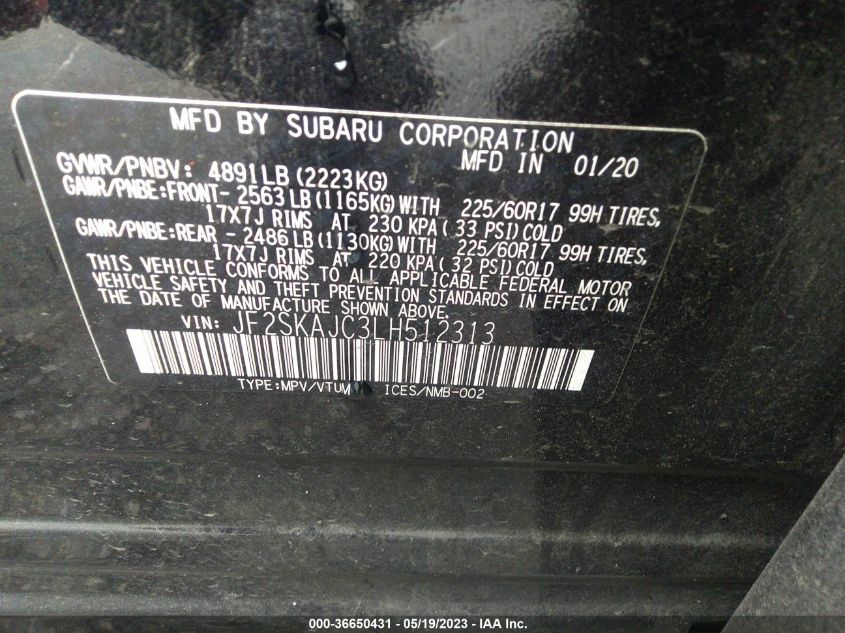 MFD BY SUBARU CORPORATION
GVWR/PNBV: 4891LB(2223KG) MFD IN 01/20
GAWR/PNBE:FRONT- 2563LB(1165KG)WITH 225/60R17 99H TIRES,
17X7J RIMS AT 230 KPA( 33 PSI)COLD
GAWR/PNBE:REAR - 2486LB(1130KG)WITH 225/60R17 99H TIRES,
17X7J RIMS AT 220 KPA( 32 PSI)COLD
THIS VEHICLE CONFORMS TO ALL APPLICABLE FEDERAL MOTOR
VEHICLE SAFETY AND THEFT PREVENTION STANDARDS IN EFFECT ON
THE DATE OF MANUFACTURE SHOWN ABOVE.
VIN: JF2SKAJC3LH512313
TYPE:MPV/VTUM ICES/NMB-002
000-36650431 - 05/19/2023 - IAA Inc.